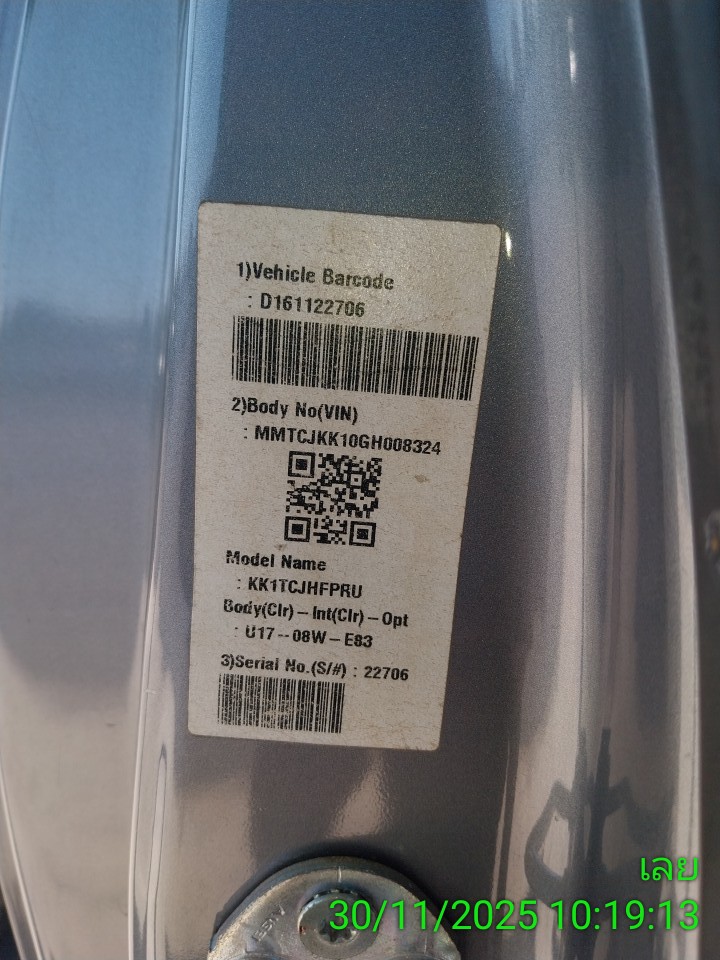 1)Vehicle Barcode
: D161122706
2)Body No(VIN)
: MMTCJKK10GH008324
Model Name
: KK1TCJHFPRU
Body(Clr)–Int(Clr)–Opt
: U17--08W–E83
3)Serial No.(S/#) : 22706
เลย
30/11/2025 10:19:13